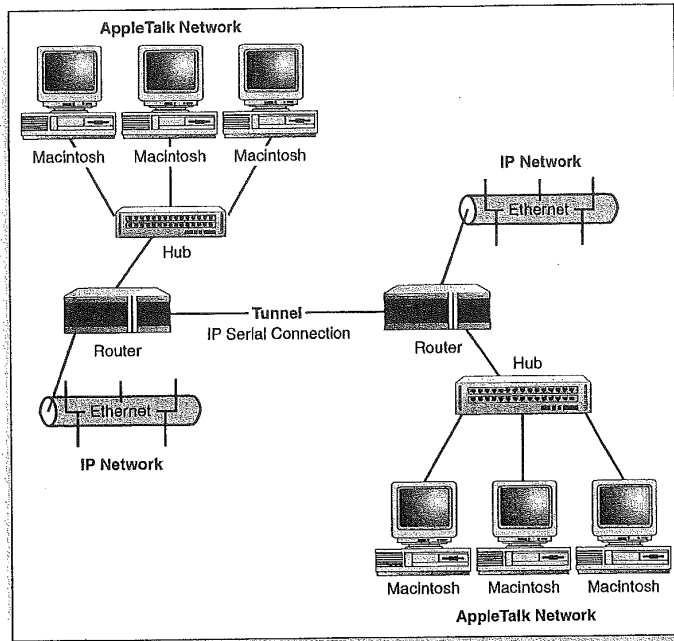 AppleTalk Network
Macintosh Macintosh Macintosh
Hub
IP Network
Ethernet
Tunnel
IP Serial Connection
Router
Router
Hub
Ethernet
IP Network
Macintosh Macintosh Macintosh
AppleTalk Network